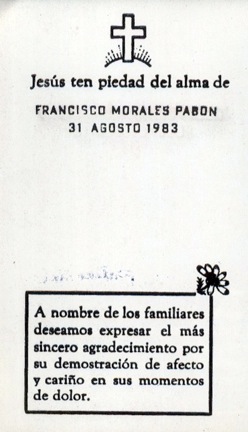 Jesús ten piedad del alma de
FRANCISCO MORALES PABON
31 AGOSTO 1983
A nombre de los familiares
deseamos expresar el más
sincero agradecimiento por
su demostración de afecto
y cariño en sus momentos
de dolor.